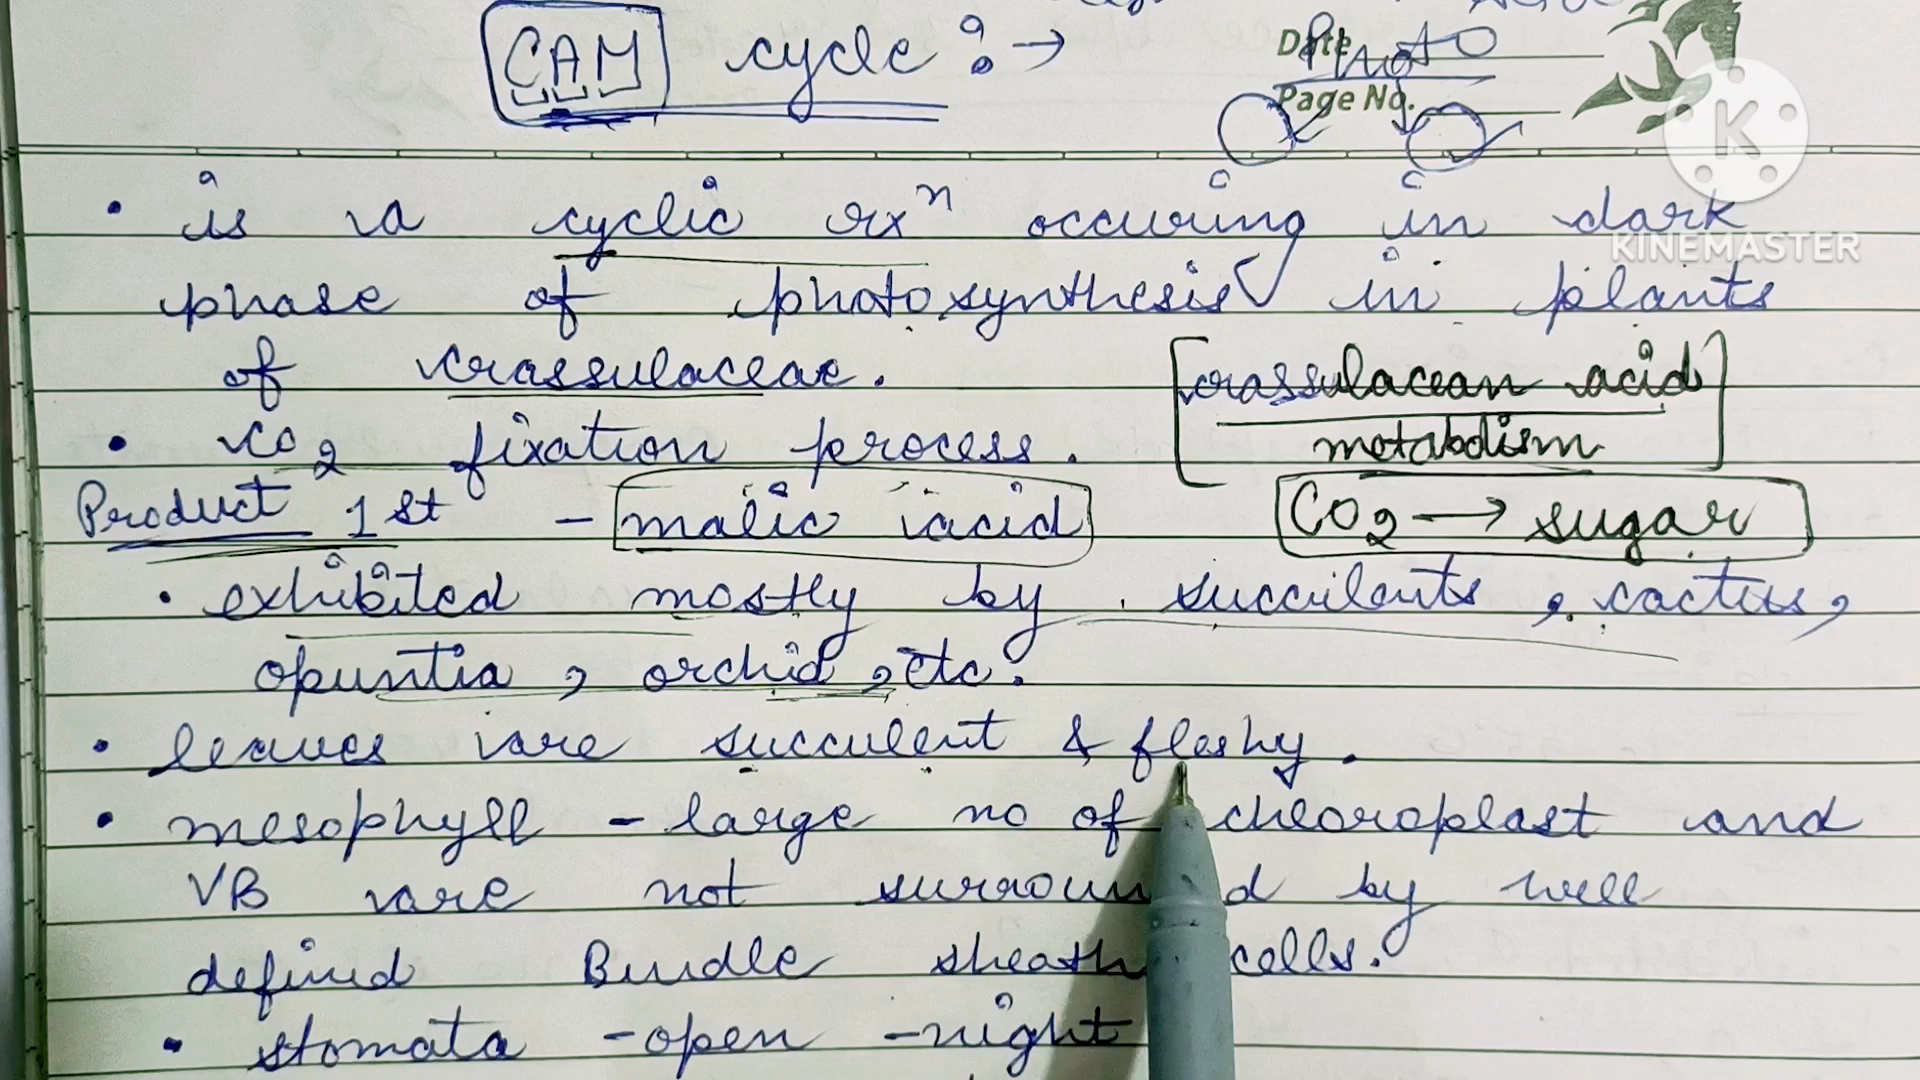 CAM cycle :→
Date
Photo
Page No.
K
• is a cyclic rxⁿ occuring in dark
KINEMASTER
phase of photosynthesis in plants
of crassulaceae.
[crassulacean acid
metabolism]
• CO2 fixation process.
Product 1st - malic acid
CO2 → sugar
• exhibited mostly by succulents, cactus,
opuntia, orchid, etc.
• leaves are succulent & fleshy.
• mesophyll - large no of chloroplast and
VB are not surround by well
defined Bundle sheath cells.
• stomata - open - night